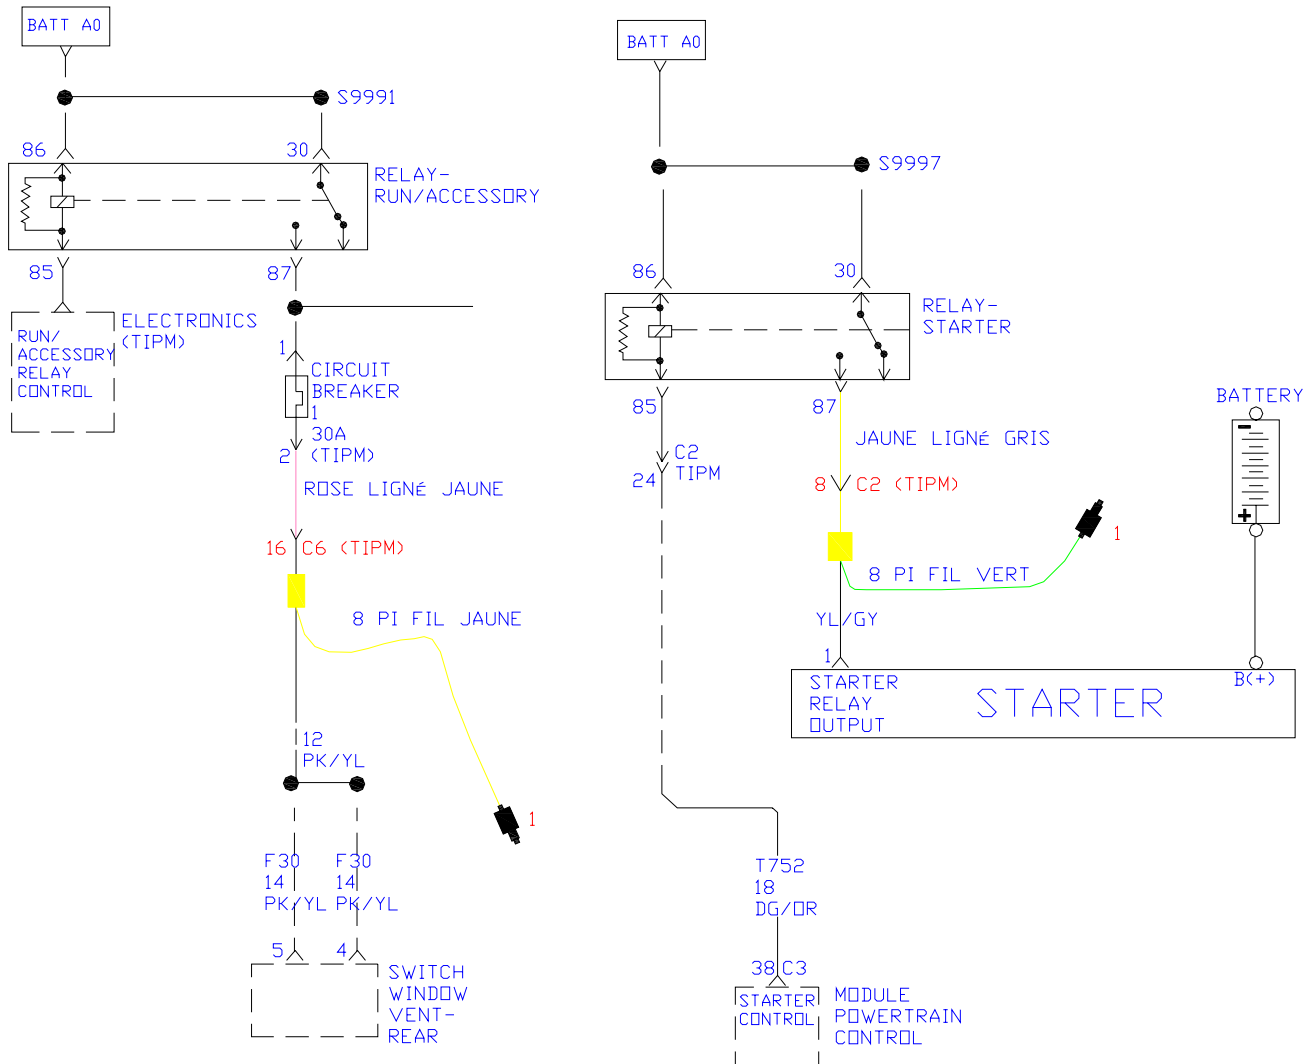 BATT A0
S9991
86
30
RELAY-
RUN/ACCESSORY
85
87
RUN/
ACCESSORY
RELAY
CONTROL
ELECTRONICS
(TIPM)
1
CIRCUIT
BREAKER
1
30A
(TIPM)
2
ROSE LIGNÉ JAUNE
16 C6 (TIPM)
8 PI FIL JAUNE
1
12
PK/YL
F30
14
PK/YL
F30
14
PK/YL
5
4
SWITCH
WINDOW
VENT-
REAR
BATT A0
S9997
86
30
RELAY-
STARTER
85
87
C2
TIPM
24
JAUNE LIGNÉ GRIS
8 C2 (TIPM)
1
8 PI FIL VERT
YL/GY
1
STARTER
RELAY
OUTPUT
STARTER
B(+)
BATTERY
-
+
T752
18
DG/OR
38 C3
STARTER
CONTROL
MODULE
POWERTRAIN
CONTROL